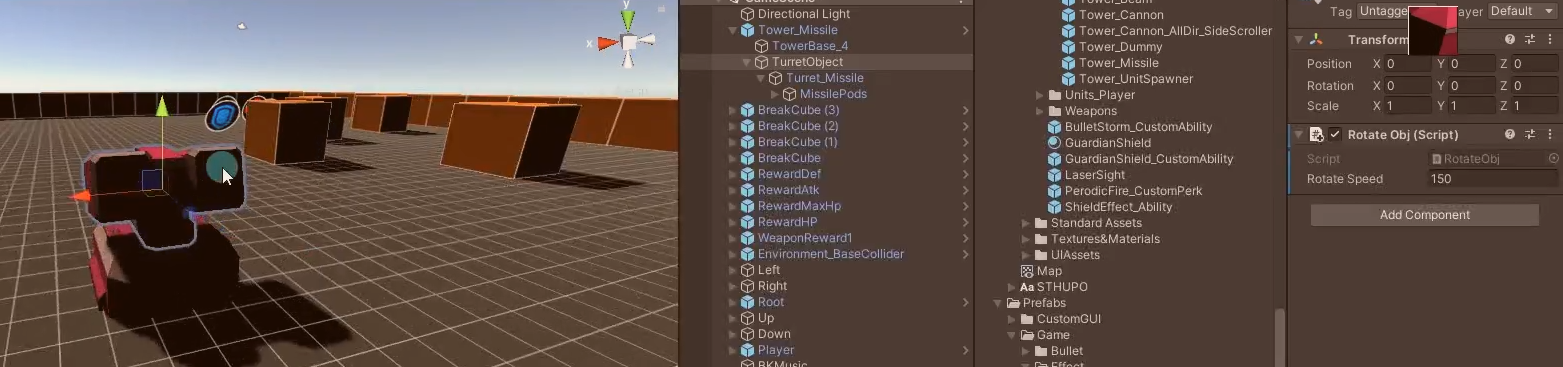 y
x
GameScene
Directional Light
Tower_Missile
TowerBase_4
TurretObject
Turret_Missile
MissilePods
BreakCube (3)
BreakCube (2)
BreakCube (1)
BreakCube
RewardDef
RewardAtk
RewardMaxHp
RewardHP
WeaponReward1
Environment_BaseCollider
Left
Right
Root
Up
Down
Player
BKMusic
Tower_Beam
Tower_Cannon
Tower_Cannon_AllDir_SideScroller
Tower_Dummy
Tower_Missile
Tower_UnitSpawner
Units_Player
Weapons
BulletStorm_CustomAbility
GuardianShield
GuardianShield_CustomAbility
LaserSight
PerodicFire_CustomPerk
ShieldEffect_Ability
Standard Assets
Textures&Materials
UIAssets
Map
Aa STHUPO
Prefabs
CustomGUI
Game
Bullet
Effect
Tag Untagge ayer Default
Transform
Position X 0 Y 0 Z 0
Rotation X 0 Y 0 Z 0
Scale X 1 Y 1 Z 1
# Rotate Obj (Script)
Script RotateObj
Rotate Speed 150
Add Component